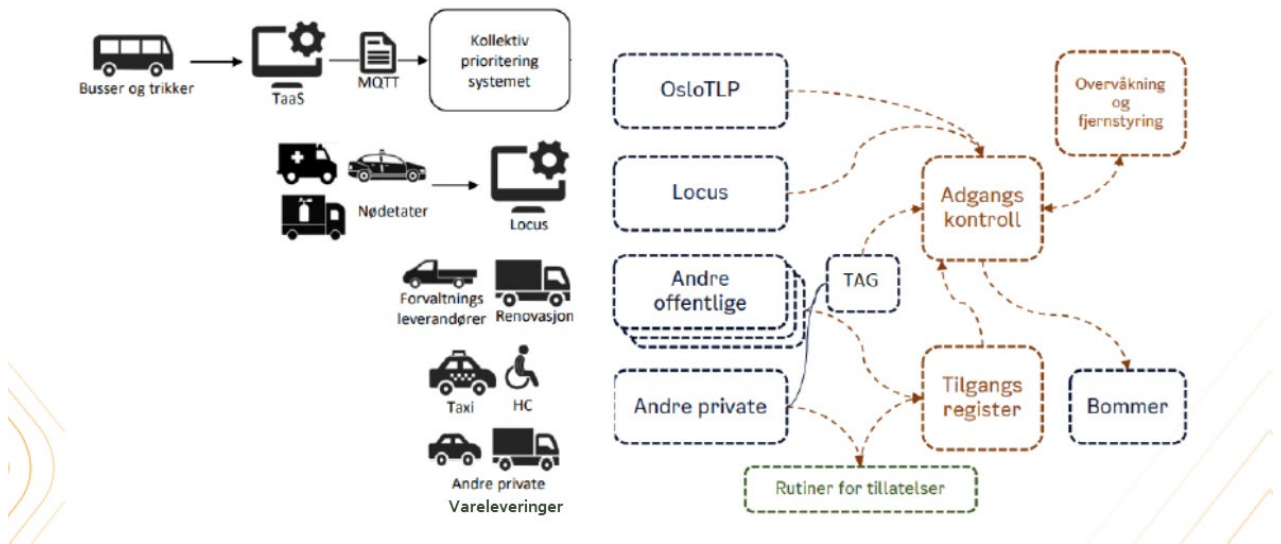 Busser og trikker
TaaS
MQTT
Kollektiv
prioritering
systemet
Nødetater
Locus
Forvaltnings
leverandører
Renovasjon
Taxi
HC
Andre private
Vareleveringer
OsloTLP
Locus
Andre
offentlige
Andre private
TAG
Adgangs
kontroll
Overvåkning
og
fjernstyring
Tilgangs
register
Bommer
Rutiner for tillatelser